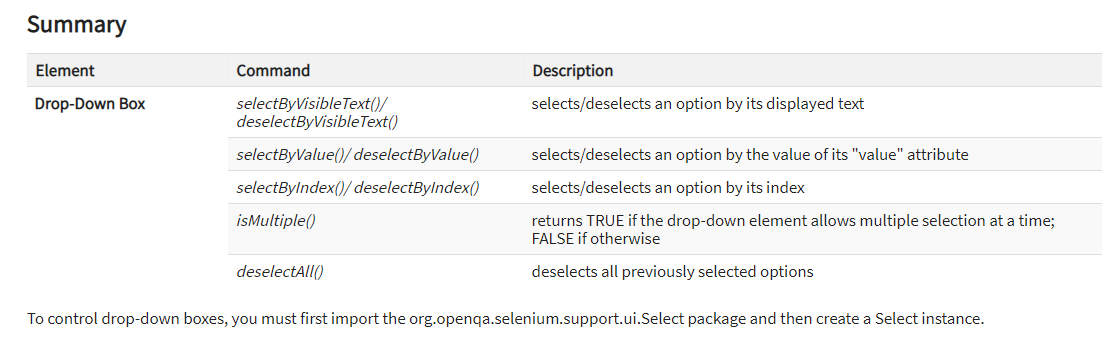 Summary
Element Command Description
Drop-Down Box selectByVisibleText()/ selects/deselects an option by its displayed text
deselectByVisibleText()
selectByValue()/ deselectByValue() selects/deselects an option by the value of its "value" attribute
selectByIndex()/ deselectByIndex() selects/deselects an option by its index
isMultiple() returns TRUE if the drop-down element allows multiple selection at a time;
FALSE if otherwise
deselectAll() deselects all previously selected options
To control drop-down boxes, you must first import the org.openqa.selenium.support.ui.Select package and then create a Select instance.